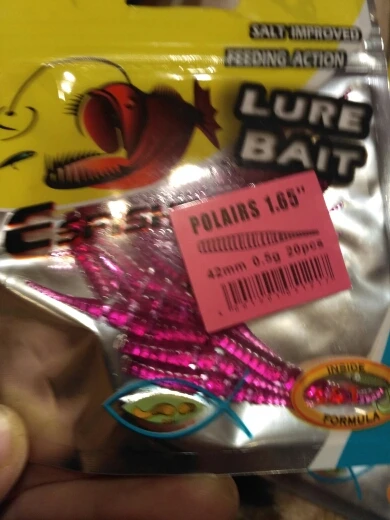 SALT IMPROVED
FEEDING ACTION
LURE
BAIT
POLAIRS 1.65"
42mm 0.5g 20pcs
INSIDE
FORMULA